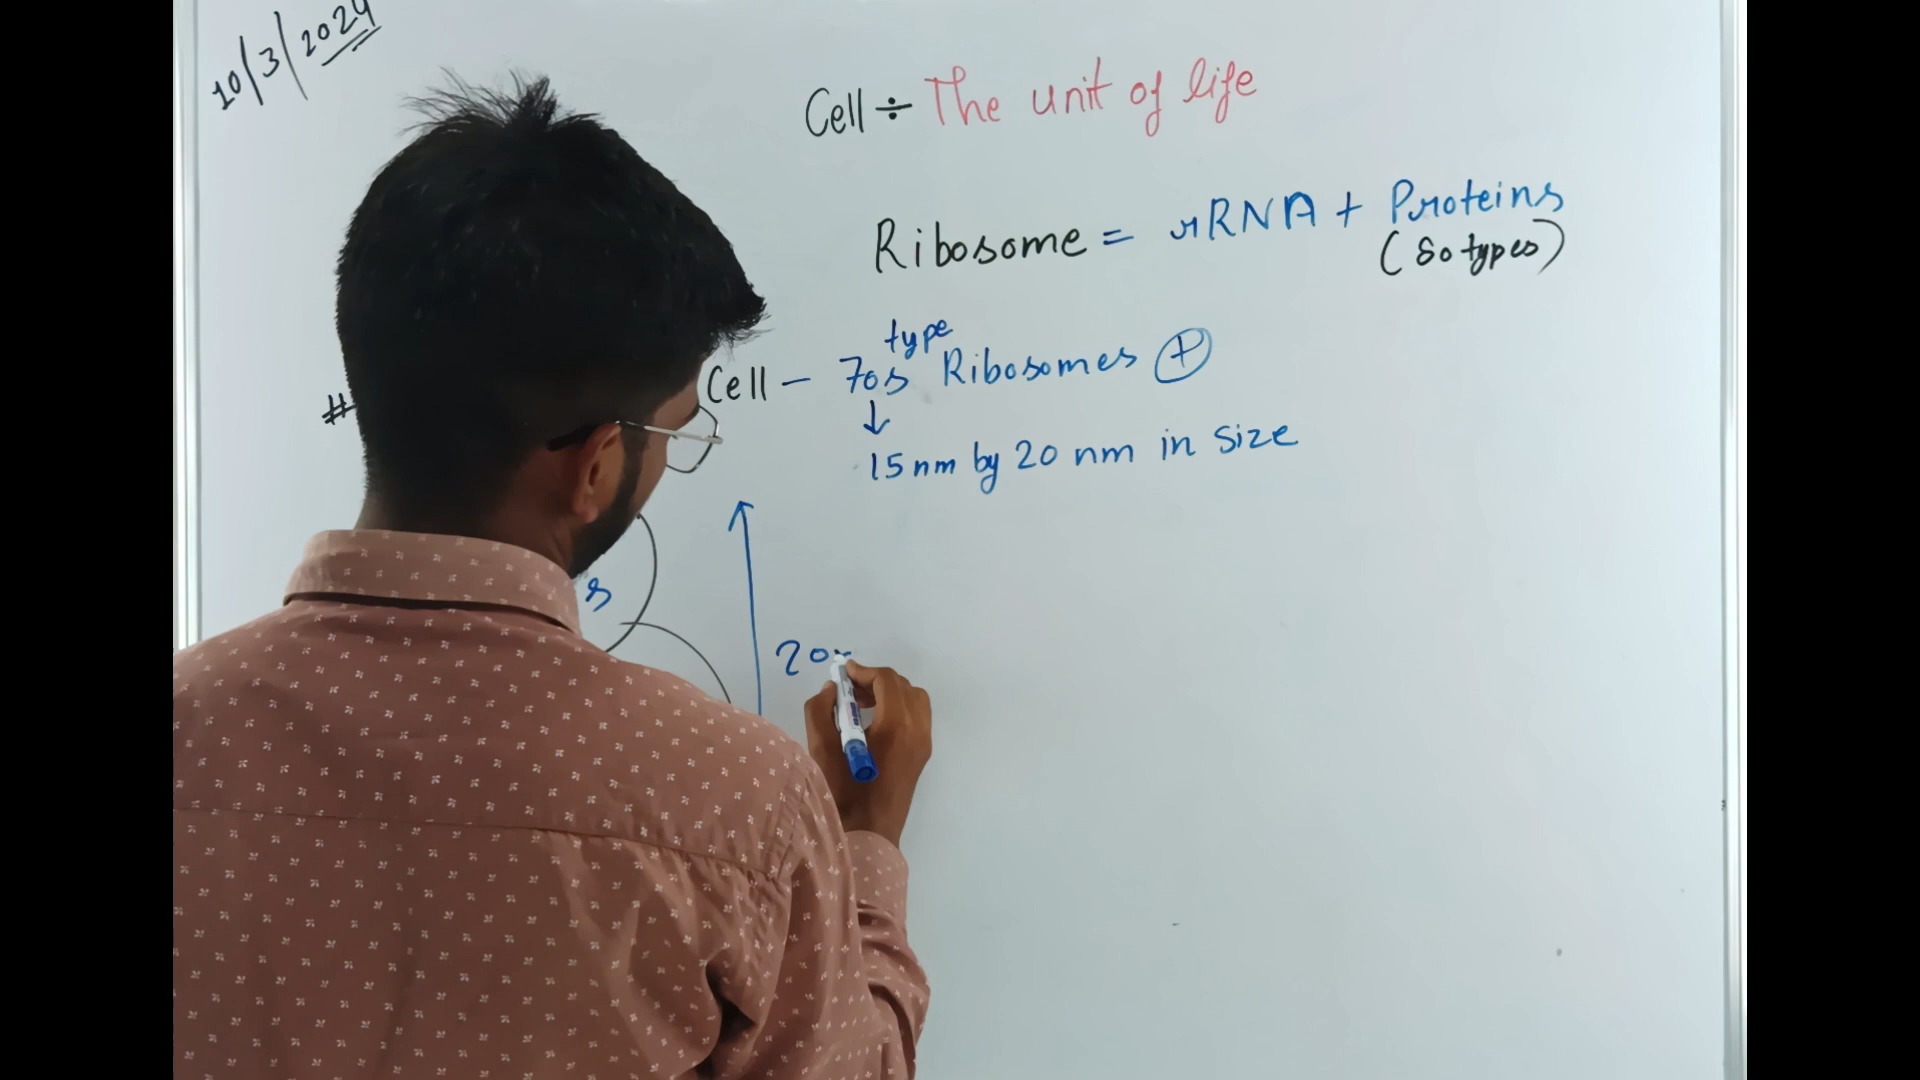 10/3/2024
Cell ÷ The unit of life
Ribosome = rRNA + Proteins
(80 types)
type
# Cell - 70s Ribosomes +
↓
15nm by 20 nm in size
s
20